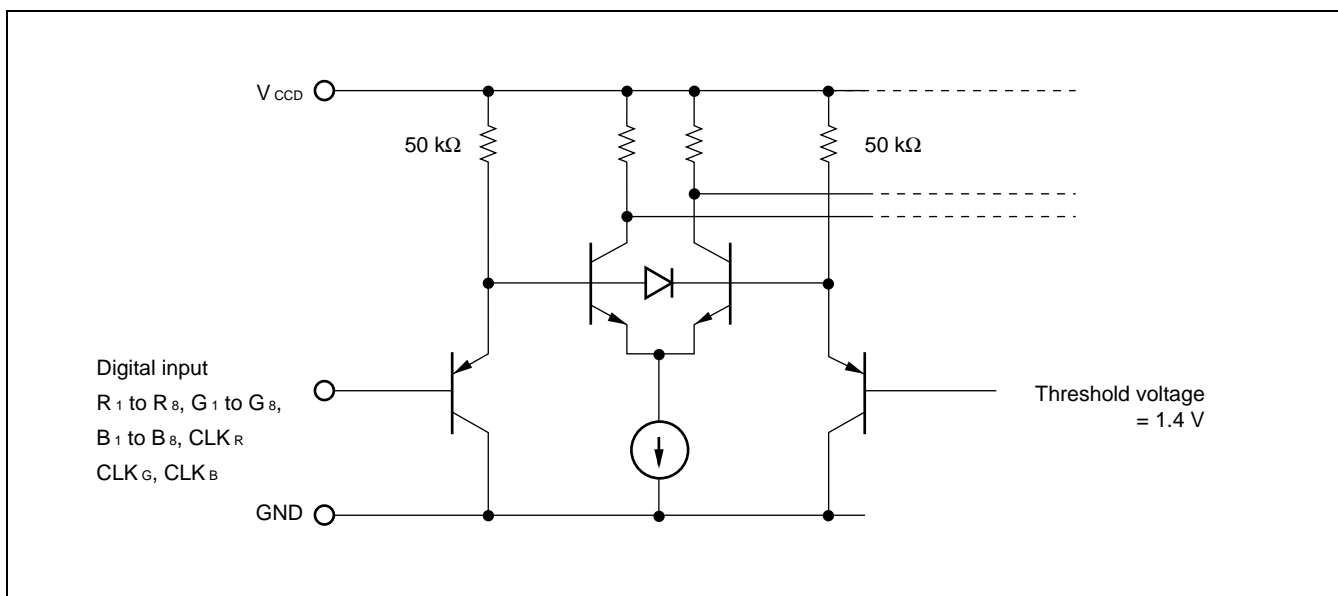 V CCD
50 kΩ
50 kΩ
Digital input
R 1 to R 8, G 1 to G 8,
B 1 to B 8, CLK R
CLK G, CLK B
Threshold voltage
= 1.4 V
GND